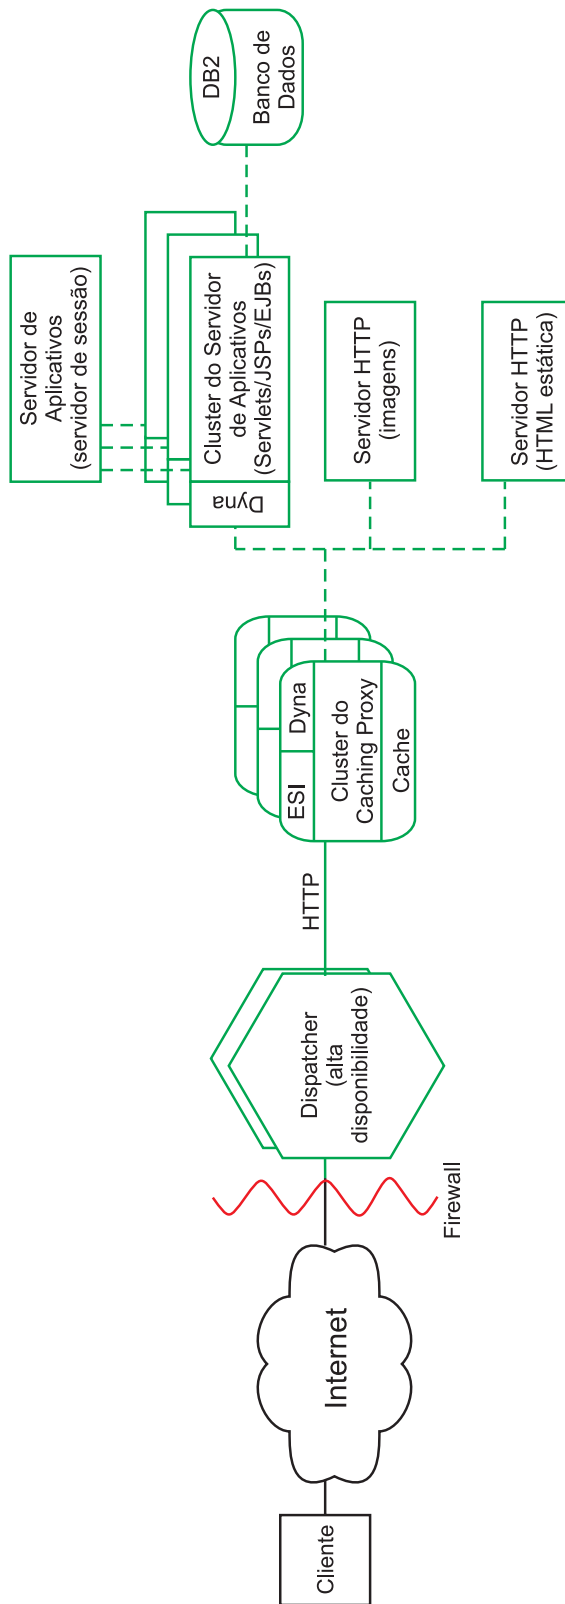 Cliente
Internet
Firewall
Dispatcher
(alta
disponibilidade)
HTTP
ESI
Dyna
Cluster do
Caching Proxy
Cache
Servidor de
Aplicativos
(servidor de sessão)
Dyna
Cluster do Servidor
de Aplicativos
(Servlets/JSPs/EJBs)
DB2
Banco de
Dados
Servidor HTTP
(imagens)
Servidor HTTP
(HTML estática)